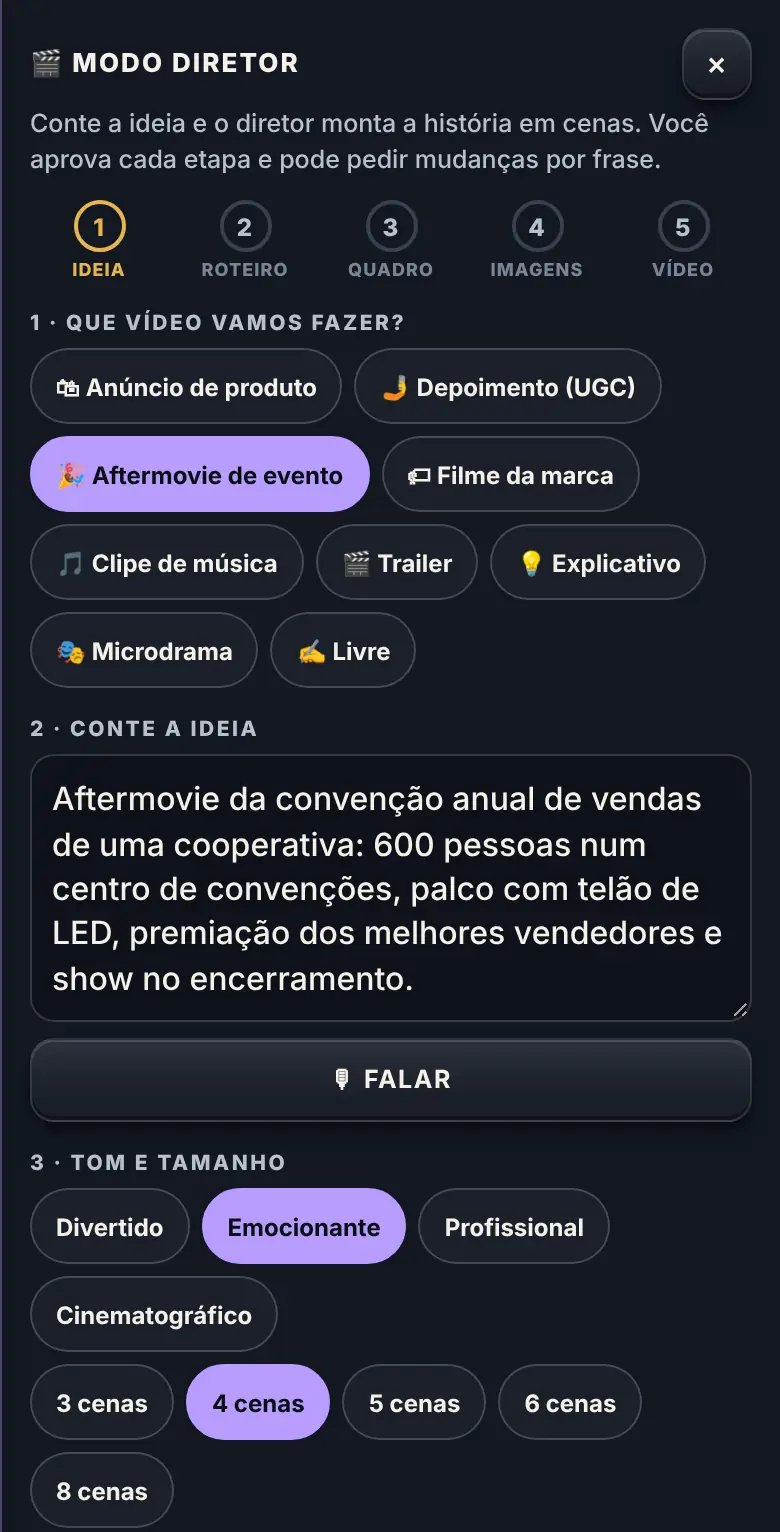 🎬 MODO DIRETOR
×
Conte a ideia e o diretor monta a história em cenas. Você
aprova cada etapa e pode pedir mudanças por frase.
1 2 3 4 5
IDEIA ROTEIRO QUADRO IMAGENS VÍDEO
1 · QUE VÍDEO VAMOS FAZER?
🛍 Anúncio de produto 🤳 Depoimento (UGC)
🎉 Aftermovie de evento 🏷 Filme da marca
🎵 Clipe de música 🎬 Trailer 💡 Explicativo
🎭 Microdrama ✍️ Livre
2 · CONTE A IDEIA
Aftermovie da convenção anual de vendas
de uma cooperativa: 600 pessoas num
centro de convenções, palco com telão de
LED, premiação dos melhores vendedores e
show no encerramento.
🎙 FALAR
3 · TOM E TAMANHO
Divertido Emocionante Profissional
Cinematográfico
3 cenas 4 cenas 5 cenas 6 cenas
8 cenas